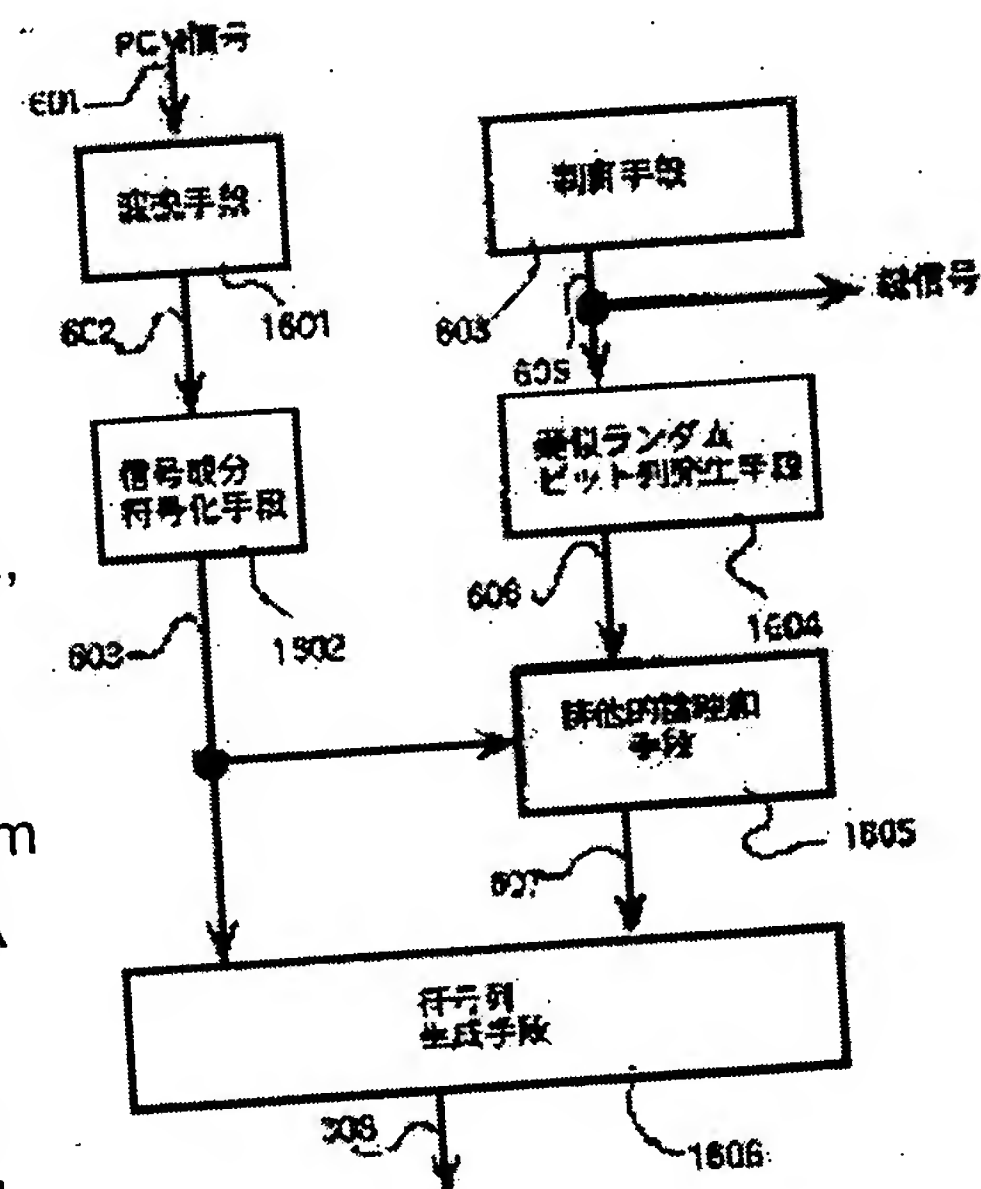 PCM信号
601
変換手段
制御手段
鍵信号
602
1601
603
605
信号成分
符号化手段
疑似ランダム
ビット列発生手段
603
1602
606
1604
排他的論理和
手段
m
1605
607
符号列
生成手段
1606